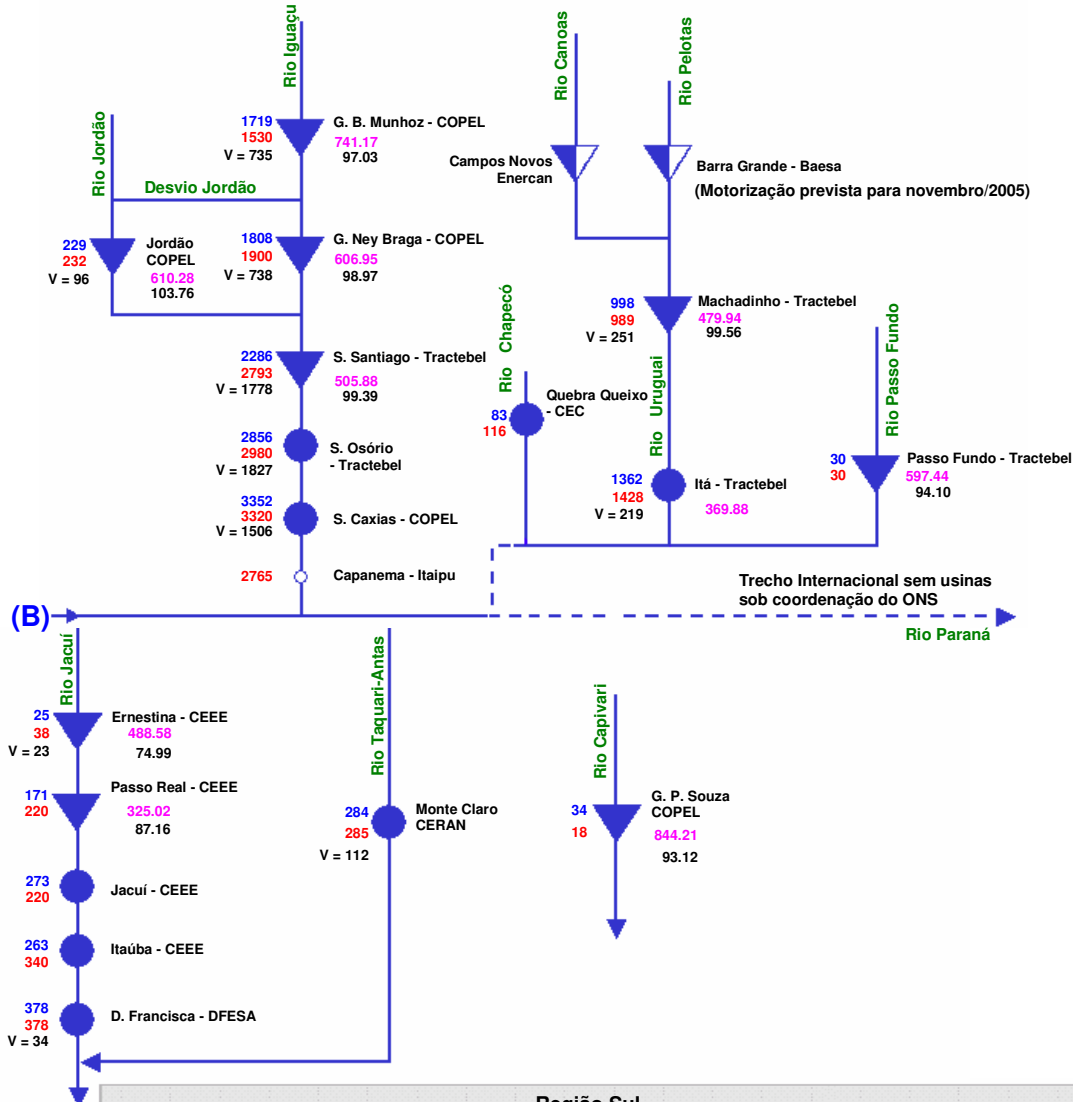 Rio Iguaçu
Rio Jordão
Rio Canoas
Rio Pelotas
1719
1530
V = 735
G. B. Munhoz - COPEL
741.17
97.03
Campos Novos
Enercan
Barra Grande - Baesa
(Motorização prevista para novembro/2005)
Desvio Jordão
229
232
V = 96
Jordão
COPEL
610.28
103.76
1808
1900
V = 738
G. Ney Braga - COPEL
606.95
98.97
998
989
V = 251
Machadinho - Tractebel
479.94
99.56
Rio Chapecó
Rio Uruguai
Rio Passo Fundo
2286
2793
V = 1778
S. Santiago - Tractebel
505.88
99.39
83
116
Quebra Queixo
- CEC
2856
2980
V = 1827
S. Osório
- Tractebel
1362
1428
V = 219
Itá - Tractebel
369.88
30
30
Passo Fundo - Tractebel
597.44
94.10
3352
3320
V = 1506
S. Caxias - COPEL
2765
Capanema - Itaipu
Trecho Internacional sem usinas
sob coordenação do ONS
(B)
Rio Paraná
Rio Jacuí
Rio Taquari-Antas
Rio Capivari
25
38
V = 23
Ernestina - CEEE
488.58
74.99
171
220
Passo Real - CEEE
325.02
87.16
284
285
V = 112
Monte Claro
CERAN
34
18
G. P. Souza
COPEL
844.21
93.12
273
220
Jacuí - CEEE
263
340
Itaúba - CEEE
378
378
V = 34
D. Francisca - DFESA
Região Sul